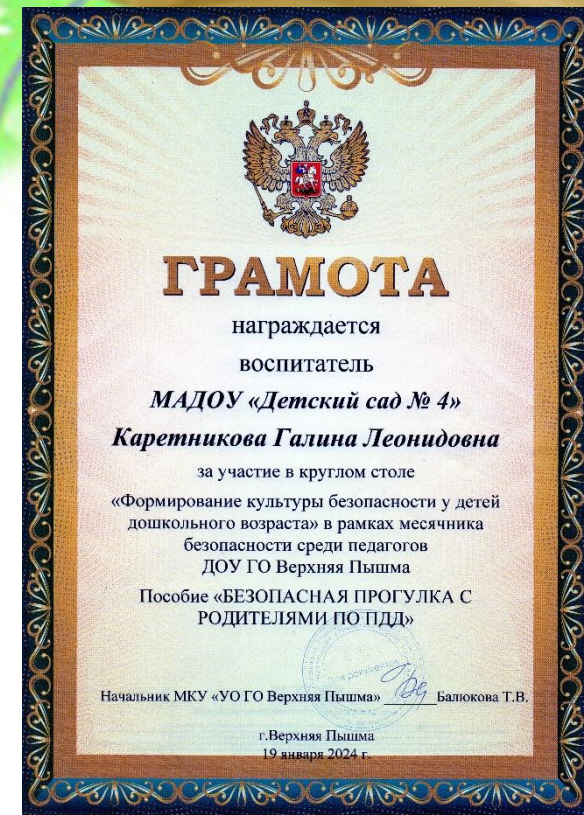 ГРАМОТА
награждается
воспитатель
МАДОУ «Детский сад № 4»
Каретникова Галина Леонидовна
за участие в круглом столе
«Формирование культуры безопасности у детей
дошкольного возраста» в рамках месячника
безопасности среди педагогов
ДОУ ГО Верхняя Пышма
Пособие «БЕЗОПАСНАЯ ПРОГУЛКА С
РОДИТЕЛЯМИ ПО ПДД»
Начальник МКУ «УО ГО Верхняя Пышма» ______ Балюкова Т.В.
г.Верхняя Пышма
19 января 2024 г.